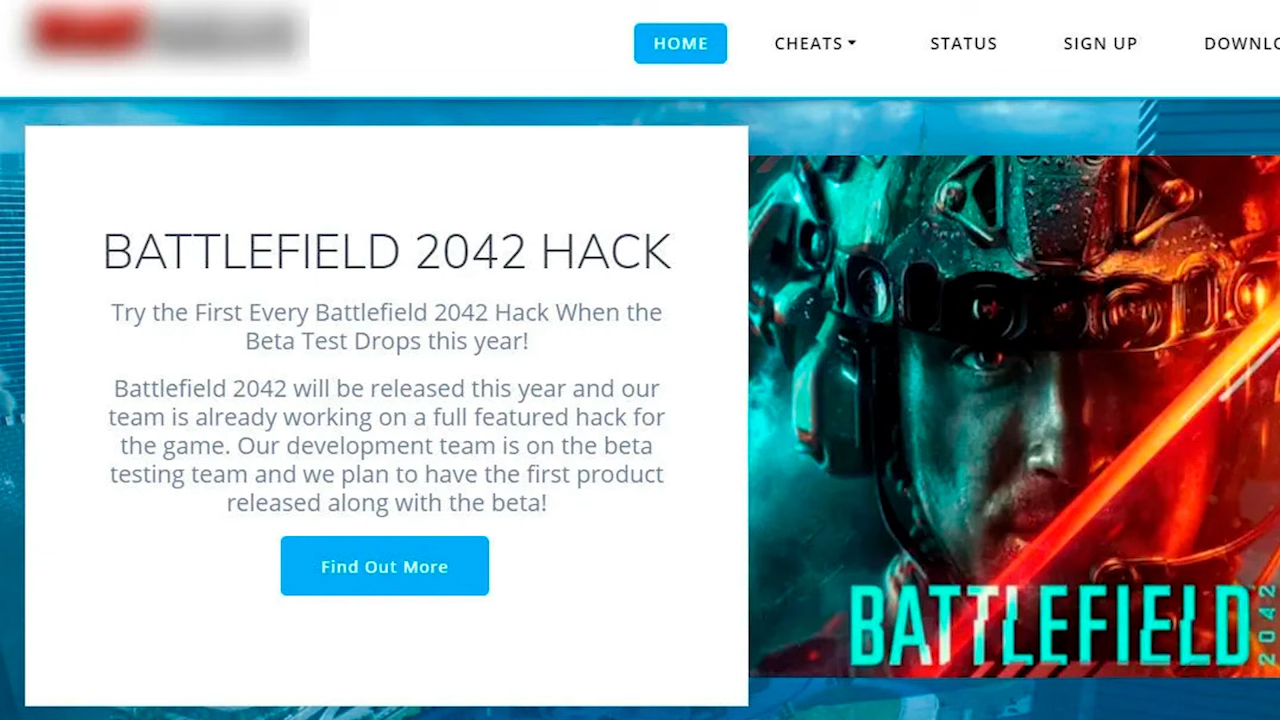 HOME
CHEATS
STATUS
SIGN UP
DOWNLO
BATTLEFIELD 2042 HACK
Try the First Every Battlefield 2042 Hack When the
Beta Test Drops this year!
Battlefield 2042 will be released this year and our
team is already working on a full featured hack for
the game. Our development team is on the beta
testing team and we plan to have the first product
released along with the beta!
Find Out More
BATTLEFIELD
2042